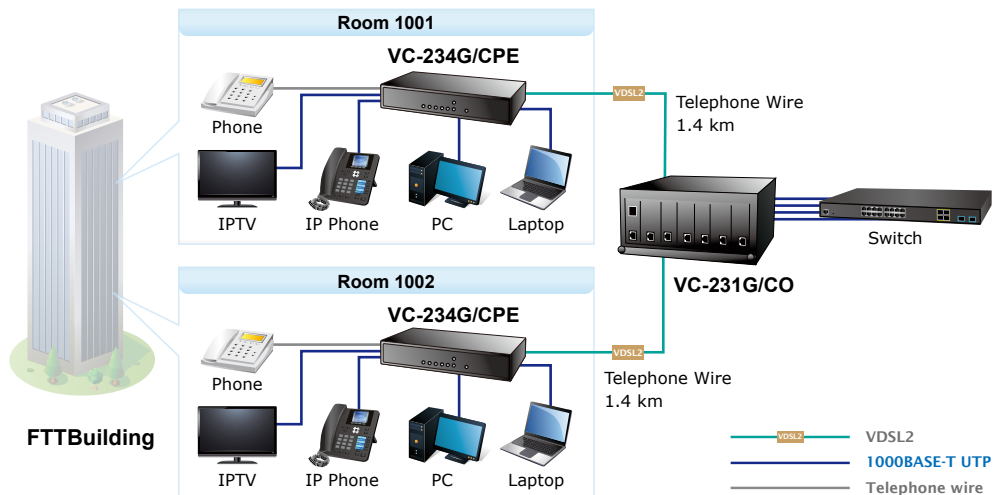 Room 1001
VC-234G/CPE
Phone
IPTV
IP Phone
PC
Laptop
VDSL2
Telephone Wire
1.4 km
Switch
VC-231G/CO
Room 1002
VC-234G/CPE
Phone
IPTV
IP Phone
PC
Laptop
VDSL2
Telephone Wire
1.4 km
FTTBuilding
VDSL2
VDSL2
1000BASE-T UTP
Telephone wire